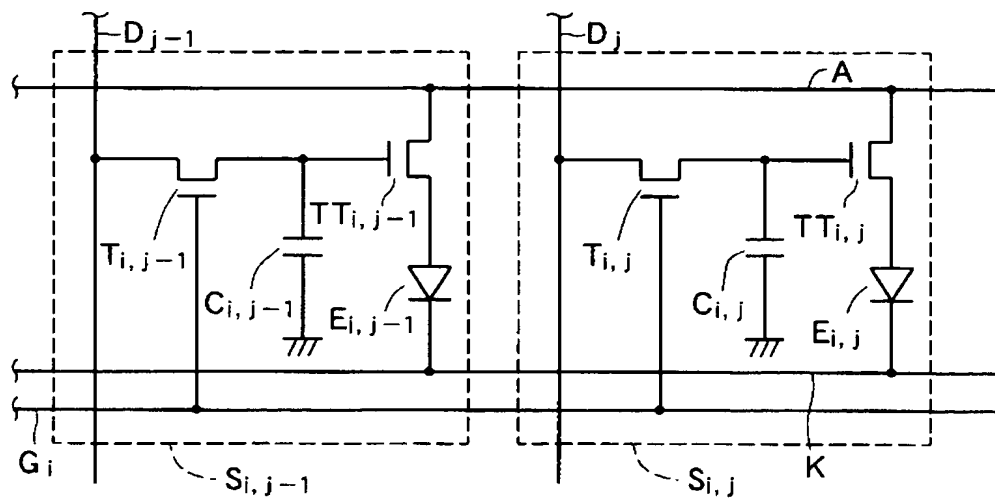 D j-1
D j
A
T i, j-1
TT i, j-1
C i, j-1
E i, j-1
T i, j
TT i, j
C i, j
E i, j
G i
S i, j-1
S i, j
K